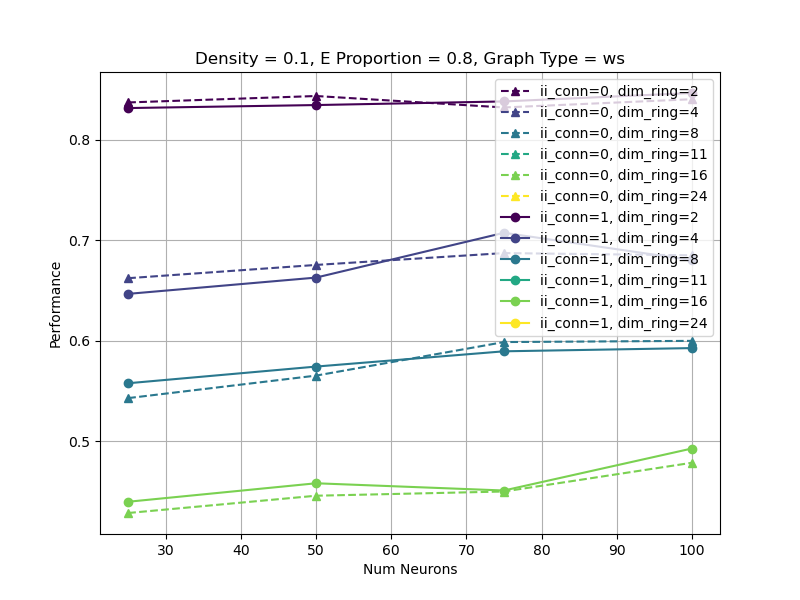 Density = 0.1, E Proportion = 0.8, Graph Type = ws
ii_conn=0, dim_ring=2
ii_conn=0, dim_ring=4
ii_conn=0, dim_ring=8
ii_conn=0, dim_ring=11
ii_conn=0, dim_ring=16
ii_conn=0, dim_ring=24
ii_conn=1, dim_ring=2
ii_conn=1, dim_ring=4
ii_conn=1, dim_ring=8
ii_conn=1, dim_ring=11
ii_conn=1, dim_ring=16
ii_conn=1, dim_ring=24
0.8
0.7
0.6
0.5
Performance
30 40 50 60 70 80 90 100
Num Neurons